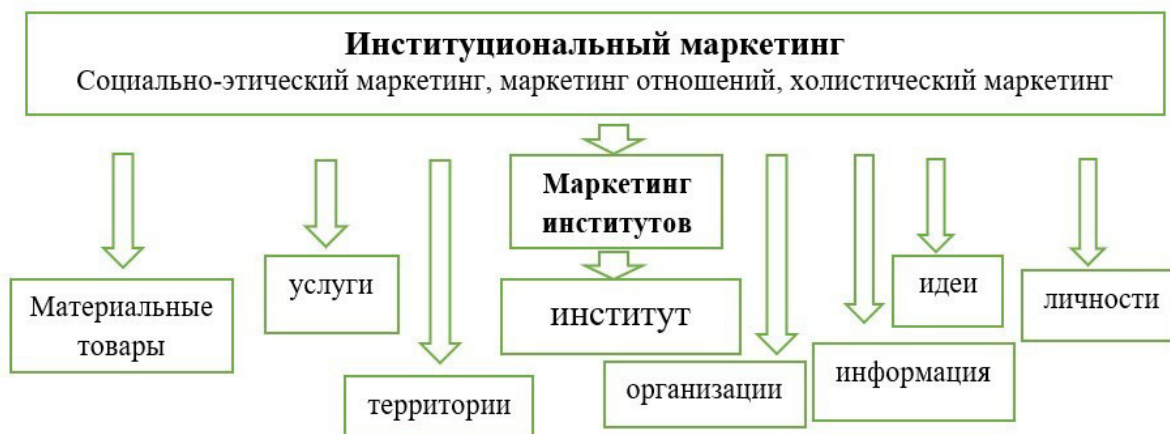 Институциональный маркетинг
Социально-этический маркетинг, маркетинг отношений, холистический маркетинг
Маркетинг
институтов
Материальные
товары
услуги
территории
институт
организации
информация
идеи
личности